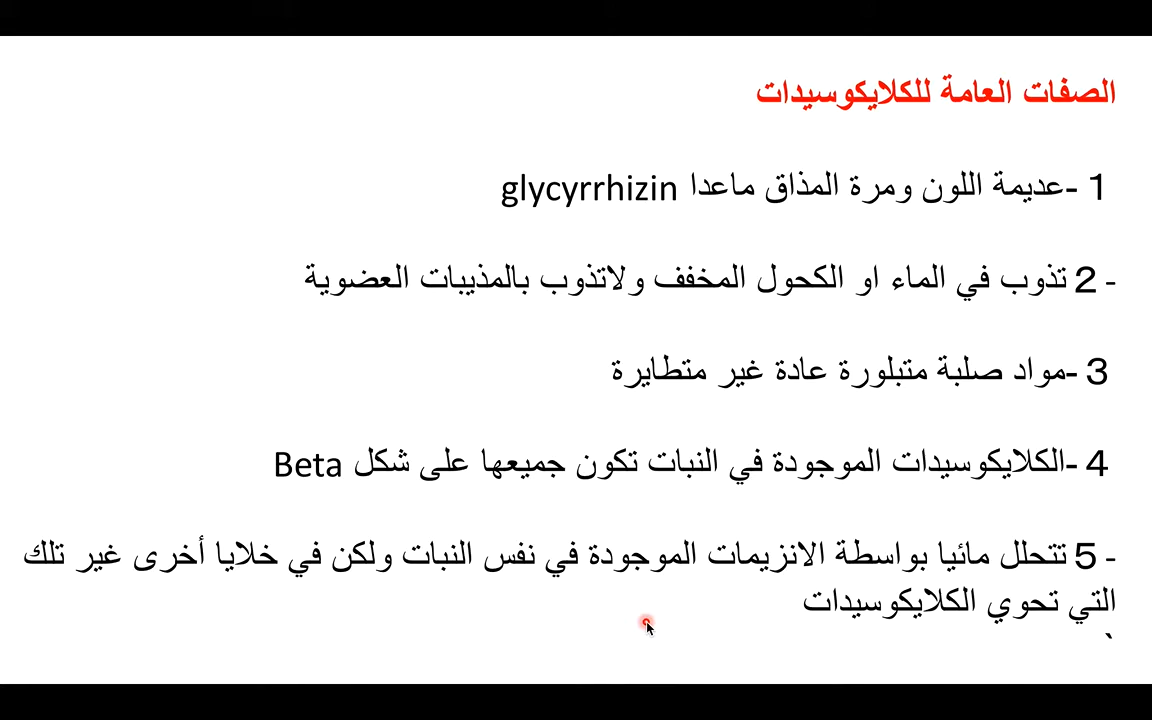 الصفات العامة للكلايكوسيدات
1 -عديمة اللون ومرة المذاق ماعدا glycyrrhizin
- 2 تذوب في الماء او الكحول المخفف ولاتذوب بالمذيبات العضوية
3 -مواد صلبة متبلورة عادة غير متطايرة
4 -الكلايكوسيدات الموجودة في النبات تكون جميعها على شكل Beta
- 5 تتحلل مائيا بواسطة الانزيمات الموجودة في نفس النبات ولكن في خلايا أخرى غير تلك
التي تحوي الكلايكوسيدات
`